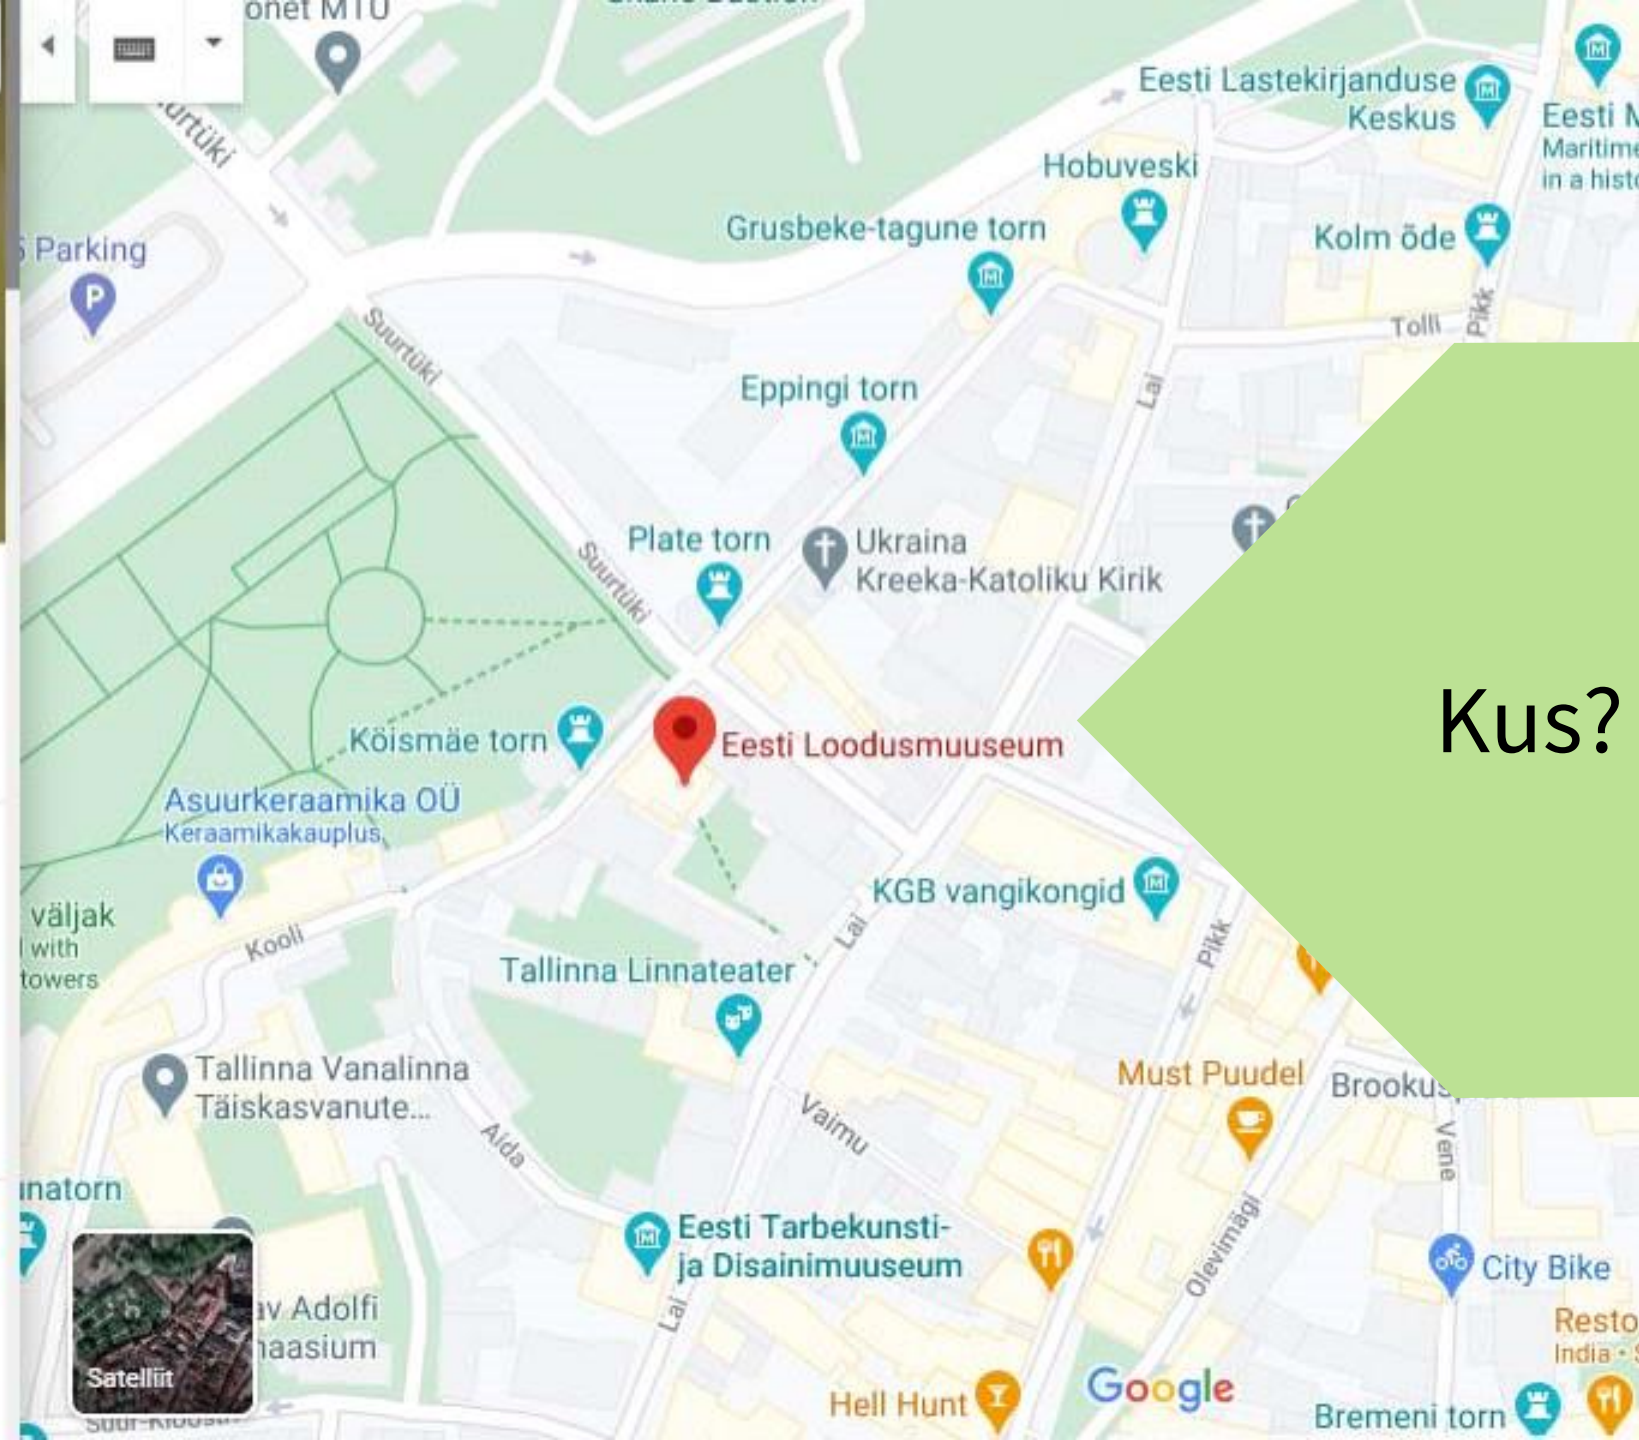 onet MTÜ
Eesti Lastekirjanduse
Keskus
Eesti M
Maritime
in a histo
Hobuveski
Grusbeke-tagune torn
Kolm õde
Parking
P
Suurtüki
Tolli
Pikk
Lai
Eppingi torn
Plate torn
Suurtüki
Ukraina
Kreeka-Katoliku Kirik
Kus?
Köismäe torn
Eesti Loodusmuuseum
Asuurkeraamika OÜ
Keraamikakauplus
KGB vangikongid
väljak
with
towers
Kooli
Lai
Pikk
Tallinna Linnateater
Tallinna Vanalinna
Täiskasvanute...
Must Puudel
Vaimu
Aida
Vene
Olevimägi
Eesti Tarbekunsti-
ja Disainimuuseum
City Bike
av Adolfi
Lai
Satelliit
Resto
India
Hell Hunt
Google
Bremeni torn